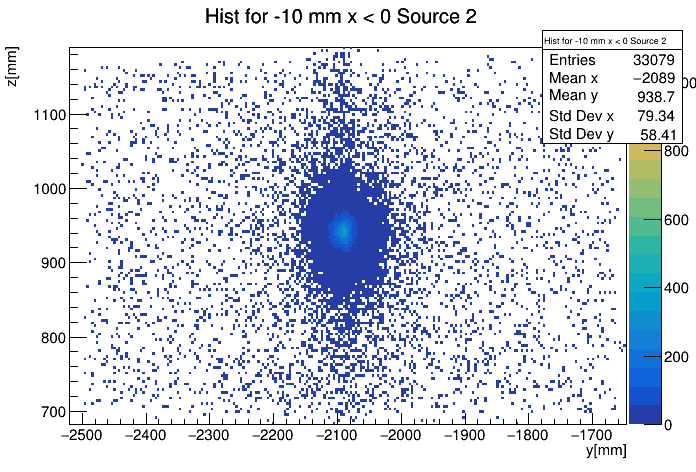 Hist for -10 mm x < 0 Source 2
z[mm]
Hist for -10 mm x < 0 Source 2
Entries 33079
Mean x −2089
Mean y 938.7
Std Dev x 79.34
Std Dev y 58.41
1100
1000
900
800
700
800
600
400
200
0
−2500 −2400 −2300 −2200 −2100 −2000 −1900 −1800 −1700
y[mm]